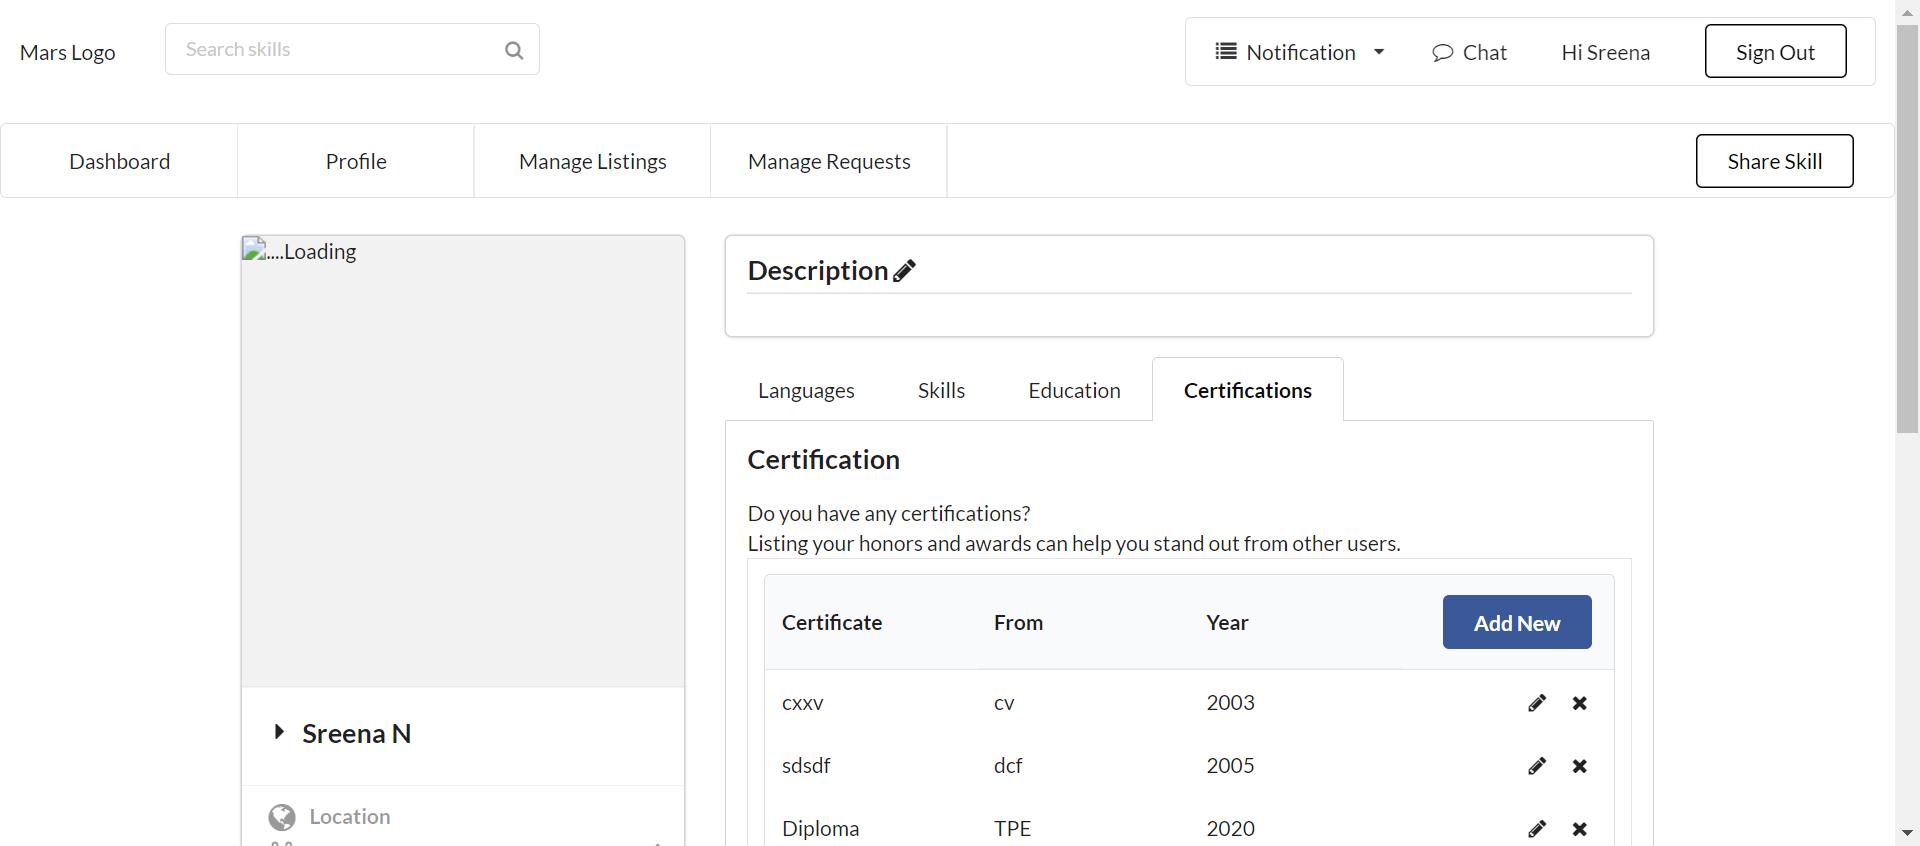 Mars Logo
Search skills
Notification
Chat
Hi Sreena
Sign Out
Dashboard
Profile
Manage Listings
Manage Requests
Share Skill
....Loading
Sreena N
Location
Description
Languages
Skills
Education
Certifications
Certification
Do you have any certifications?
Listing your honors and awards can help you stand out from other users.
Certificate From Year Add New
cxxv cv 2003
sdsdf dcf 2005
Diploma TPE 2020